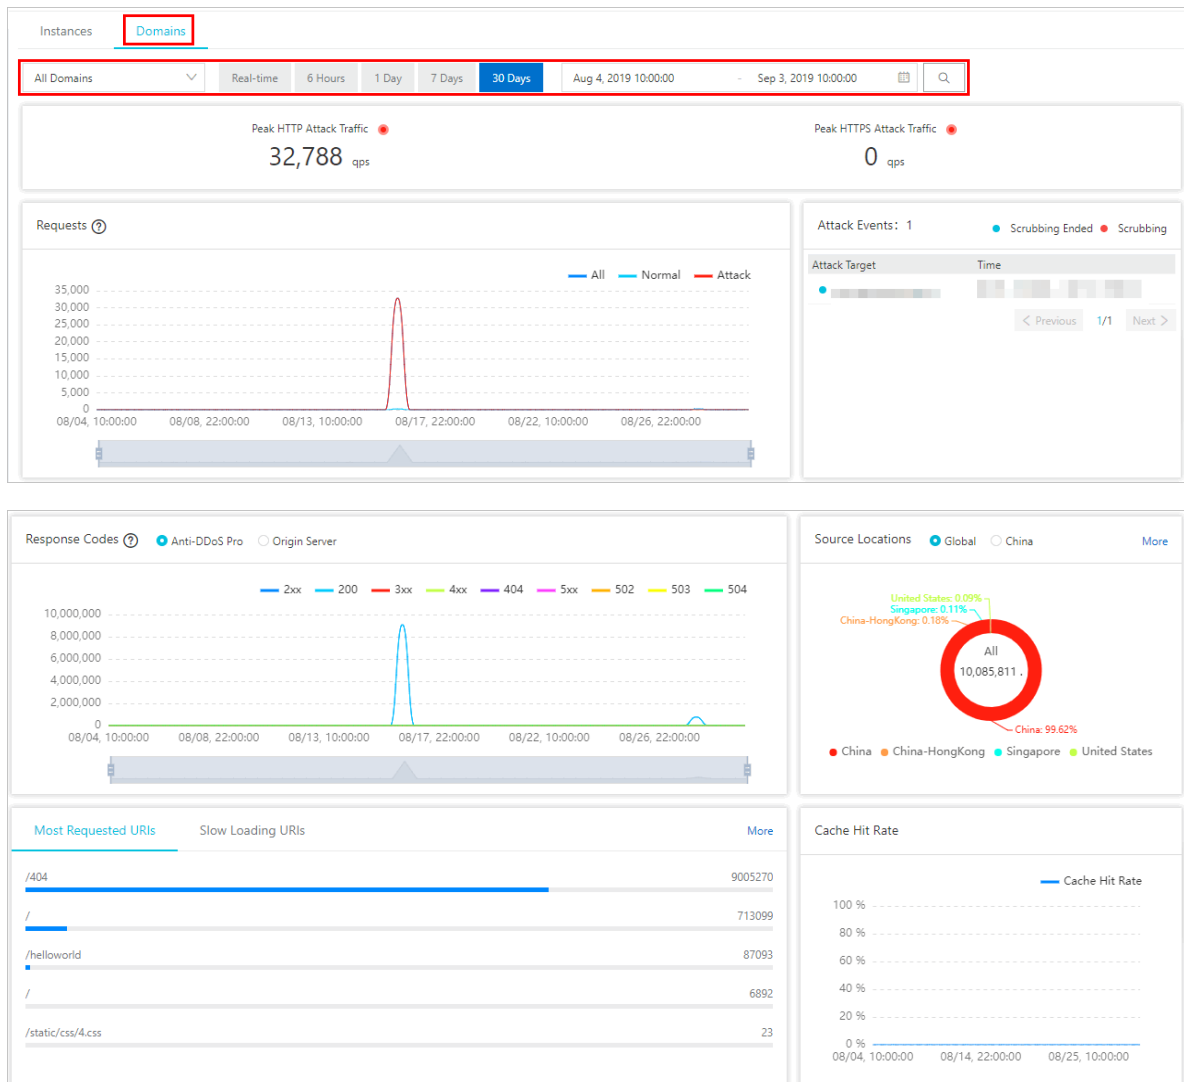 Instances Domains
All Domains Real-time 6 Hours 1 Day 7 Days 30 Days Aug 4, 2019 10:00:00 - Sep 3, 2019 10:00:00
Peak HTTP Attack Traffic Peak HTTPS Attack Traffic
32,788 qps 0 qps
Requests ?
All Normal Attack
35,000
30,000
25,000
20,000
15,000
10,000
5,000
0
08/04, 10:00:00 08/08, 22:00:00 08/13, 10:00:00 08/17, 22:00:00 08/22, 10:00:00 08/26, 22:00:00
Attack Events: 1 Scrubbing Ended Scrubbing
Attack Target Time
< Previous 1/1 Next >
Response Codes ? Anti-DDoS Pro Origin Server
2xx 200 3xx 4xx 404 5xx 502 503 504
10,000,000
8,000,000
6,000,000
4,000,000
2,000,000
0
08/04, 10:00:00 08/08, 22:00:00 08/13, 10:00:00 08/17, 22:00:00 08/22, 10:00:00 08/26, 22:00:00
Source Locations Global China More
United States: 0.09%
Singapore: 0.11%
China-HongKong: 0.18%
All
10,085,811 .
China: 99.62%
China China-HongKong Singapore United States
Most Requested URIs Slow Loading URIs More
/404 9005270
/ 713099
/helloworld 87093
/ 6892
/static/css/4.css 23
Cache Hit Rate
Cache Hit Rate
100 %
80 %
60 %
40 %
20 %
0 %
08/04, 10:00:00 08/14, 22:00:00 08/25, 10:00:00